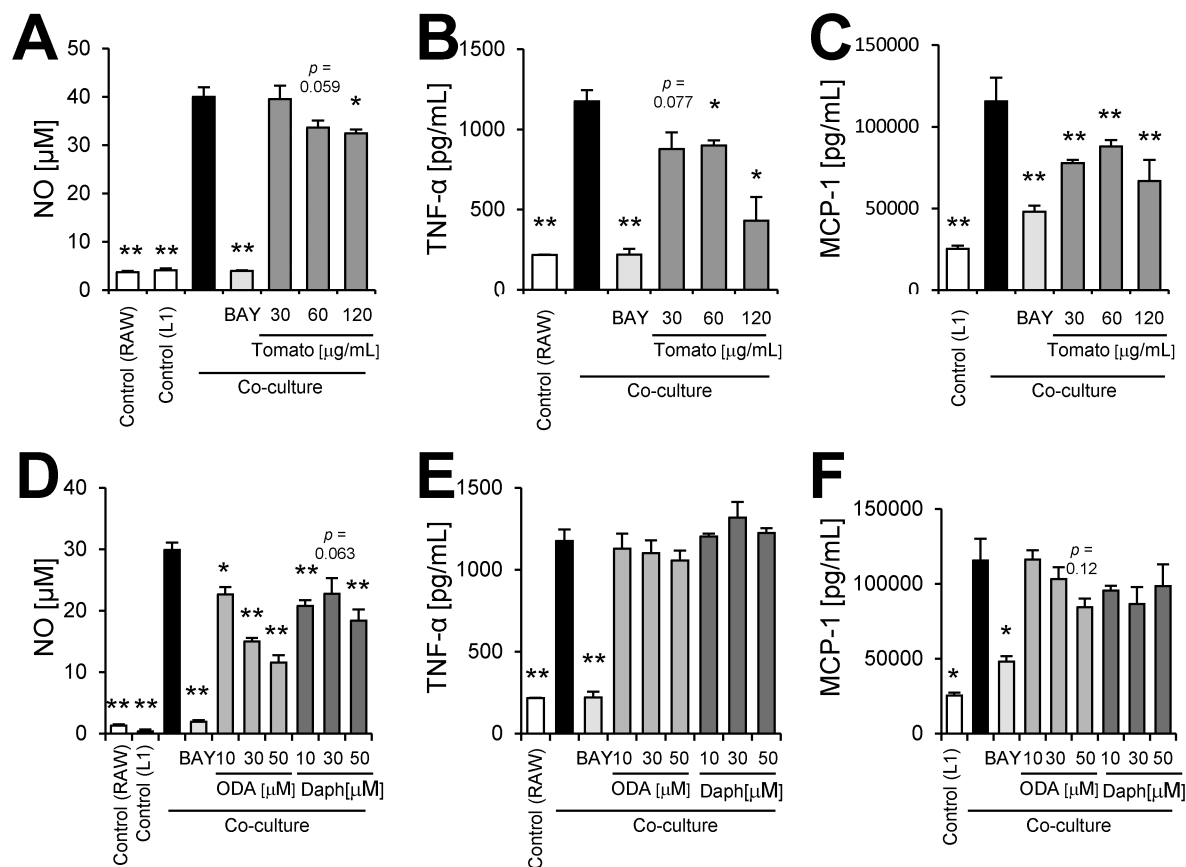 A
NO [µM]
50
40
30
20
10
0
** ** ** p = 0.059 *
Control (RAW)
Control (L1)
BAY 30 60 120
Tomato [µg/mL]
Co-culture
B
TNF-α [pg/mL]
1500
1000
500
0
** ** p = 0.077 * *
Control (RAW)
BAY 30 60 120
Tomato [µg/mL]
Co-culture
C
MCP-1 [pg/mL]
150000
100000
50000
0
** ** ** ** **
Control (L1)
BAY 30 60 120
Tomato [µg/mL]
Co-culture
D
NO [µM]
40
30
20
10
0
** ** ** * ** ** ** p = 0.063 **
Control (RAW)
Control (L1)
BAY 10 30 50 10 30 50
ODA [µM] Daph[µM]
Co-culture
E
TNF-α [pg/mL]
1500
1000
500
0
** **
Control (RAW)
BAY 10 30 50 10 30 50
ODA [µM] Daph[µM]
Co-culture
F
MCP-1 [pg/mL]
150000
100000
50000
0
* * p = 0.12
Control (L1)
BAY 10 30 50 10 30 50
ODA [µM] Daph[µM]
Co-culture